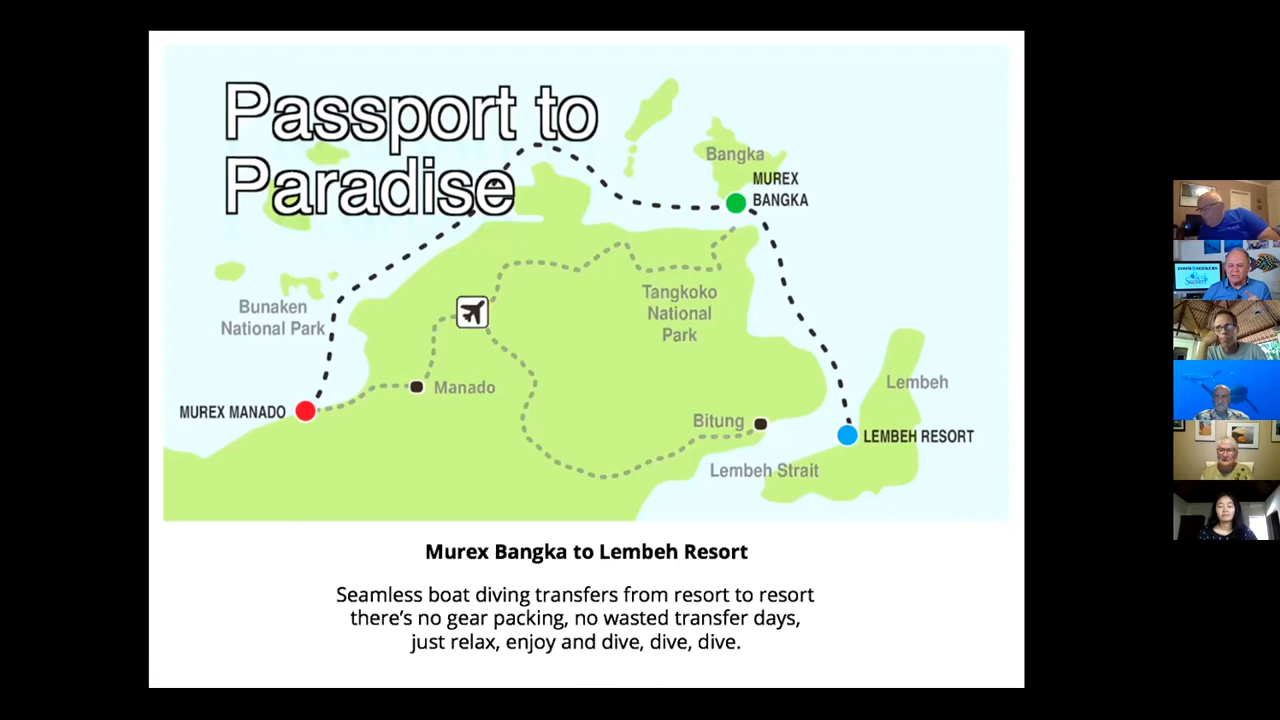 Passport to
Paradise
Bangka
MUREX
BANGKA
Tangkoko
National
Park
Bunaken
National Park
Manado
Lembeh
MUREX MANADO
Bitung
LEMBEH RESORT
Lembeh Strait
Murex Bangka to Lembeh Resort
Seamless boat diving transfers from resort to resort
there's no gear packing, no wasted transfer days,
just relax, enjoy and dive, dive, dive.